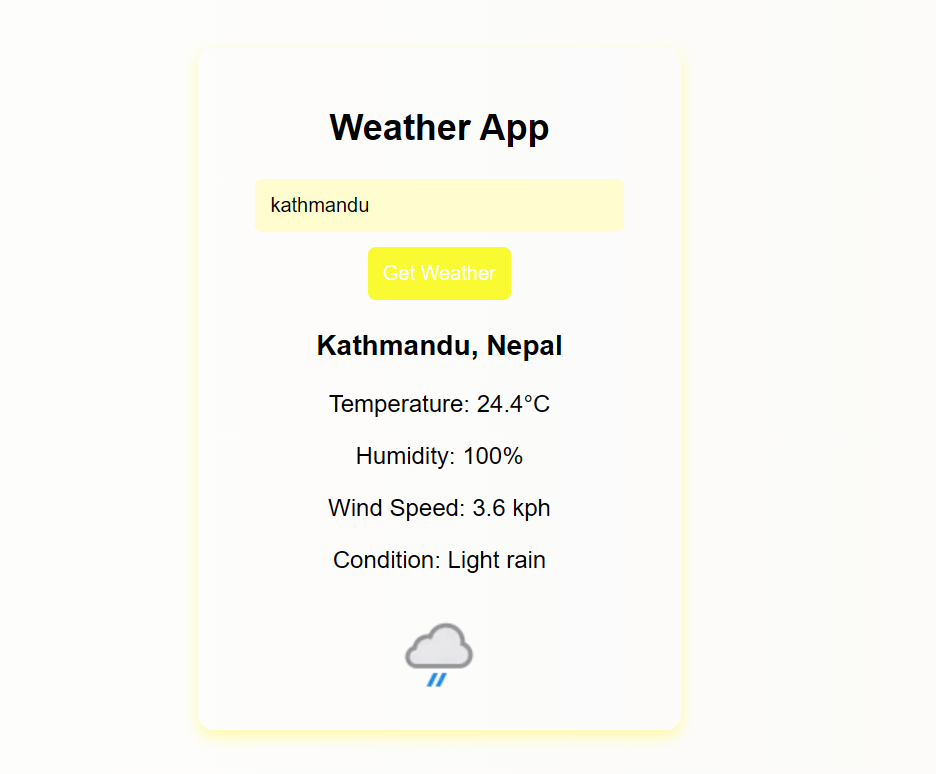 Weather App
kathmandu
Get Weather
Kathmandu, Nepal
Temperature: 24.4°C
Humidity: 100%
Wind Speed: 3.6 kph
Condition: Light rain